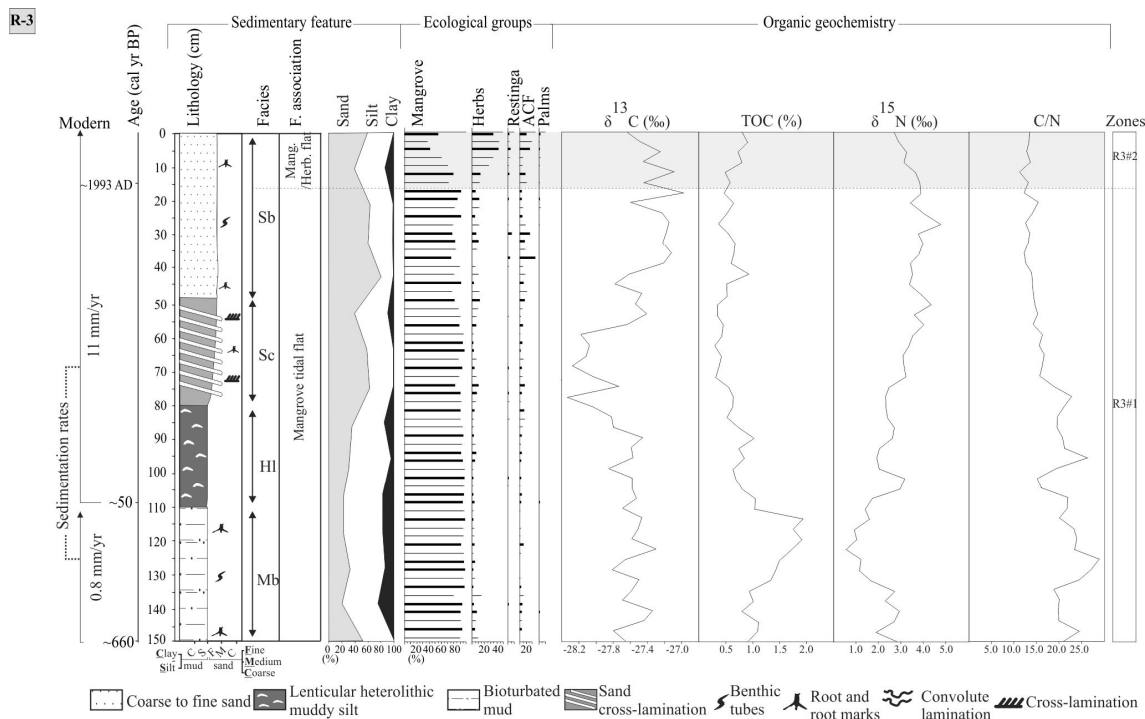 R-3
Sedimentary feature
Ecological groups
Organic geochemistry
Age (cal yr BP)
Lithology (cm)
Facies
F. association
Sand
Silt
Clay
Mangrove
Herbs
Restinga
ACF
Palms
δ 13 C (‰)
TOC (%)
δ 15 N (‰)
C/N
Zones
Modern
~1993 AD
~50
~660
Sedimentation rates
11 mm/yr
0.8 mm/yr
0
10
20
30
40
50
60
70
80
90
100
110
120
130
140
150
Sb
Sc
Hl
Mb
Mang. /Herb. flat
Mangrove tidal flat
R3#2
R3#1
Clay
Silt
C S F M C
mud sand
Fine
Medium
Coarse
0 20 40 60 80 100
(%)
20 40 60 80
(%)
20 40
20
-28.2 -27.8 -27.4 -27.0
0.5 1.0 1.5 2.0
1.0 2.0 3.0 4.0 5.0
5.0 10.0 15.0 20.0 25.0
Coarse to fine sand
Lenticular heterolithic muddy silt
Bioturbated mud
Sand cross-lamination
Benthic tubes
Root and root marks
Convolute lamination
Cross-lamination